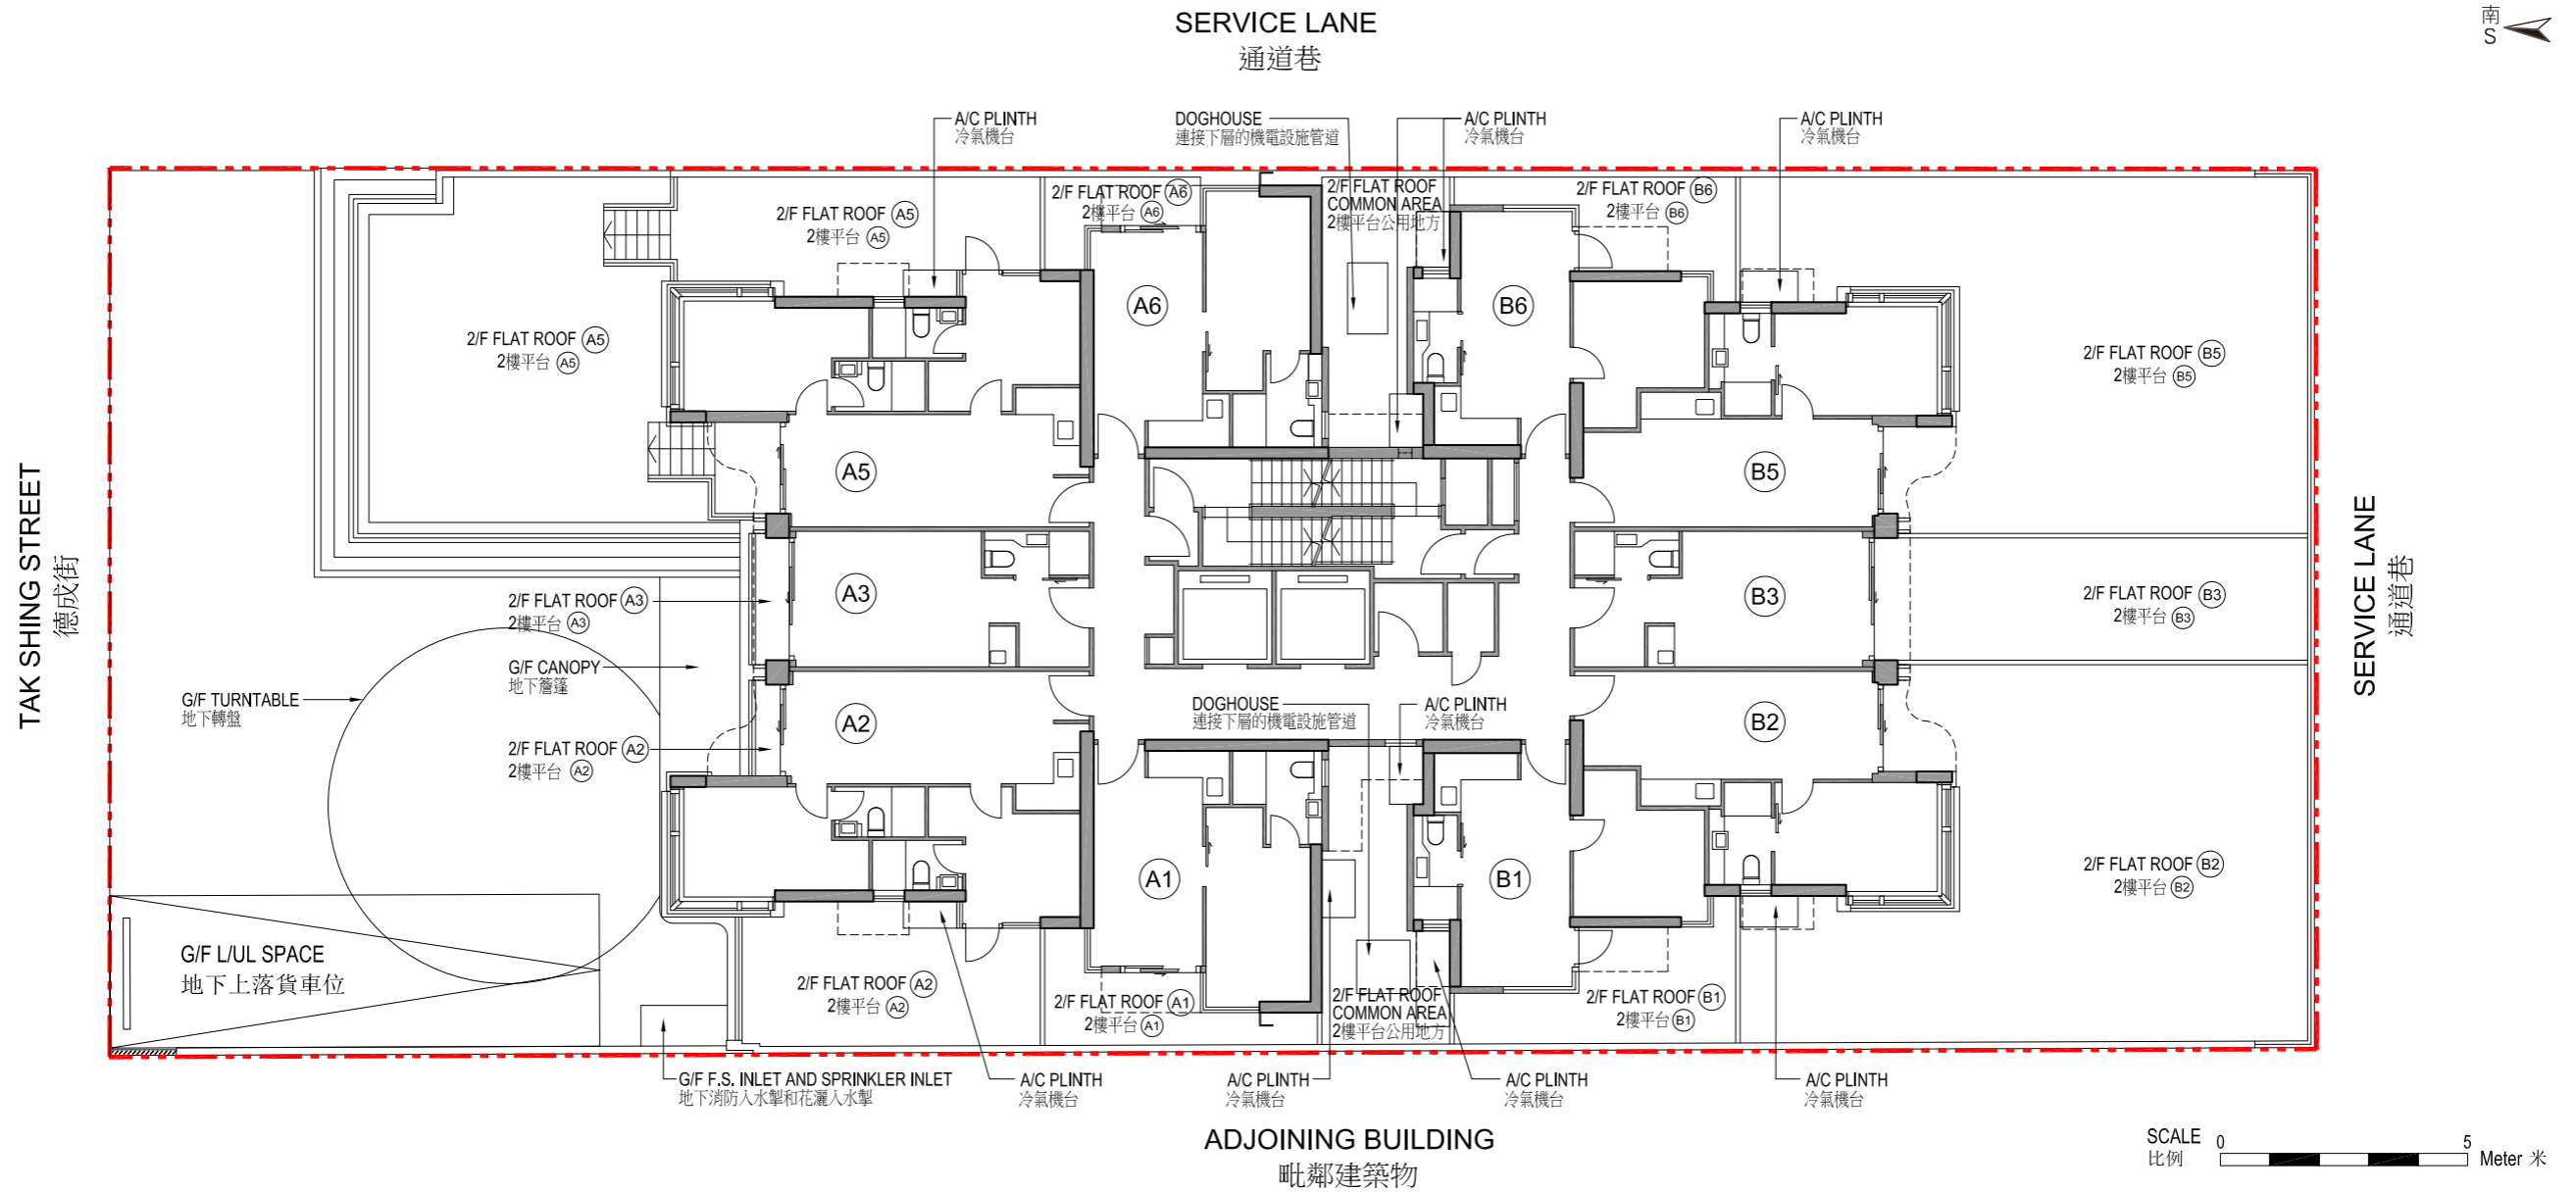 SERVICE LANE
通道巷
南
S
A/C PLINTH
冷氣機台
DOGHOUSE
連接下層的機電設施管道
A/C PLINTH
冷氣機台
A/C PLINTH
冷氣機台
2/F FLAT ROOF A5
2樓平台 A5
2/F FLAT ROOF A6
2樓平台 A6
2/F FLAT ROOF
COMMON AREA
2樓平台公用地方
2/F FLAT ROOF B6
2樓平台 B6
A6
B6
2/F FLAT ROOF A5
2樓平台 A5
2/F FLAT ROOF B5
2樓平台 B5
A5
B5
TAK SHING STREET
德成街
SERVICE LANE
通道巷
2/F FLAT ROOF A3
2樓平台 A3
A3
B3
2/F FLAT ROOF B3
2樓平台 B3
G/F CANOPY
地下簷篷
G/F TURNTABLE
地下轉盤
2/F FLAT ROOF A2
2樓平台 A2
A2
DOGHOUSE
連接下層的機電設施管道
A/C PLINTH
冷氣機台
B2
A1
B1
2/F FLAT ROOF B2
2樓平台 B2
G/F L/UL SPACE
地下上落貨車位
2/F FLAT ROOF A2
2樓平台 A2
2/F FLAT ROOF A1
2樓平台 A1
2/F FLAT ROOF
COMMON AREA
2樓平台公用地方
2/F FLAT ROOF B1
2樓平台 B1
G/F F.S. INLET AND SPRINKLER INLET
地下消防入水掣和花灑入水掣
A/C PLINTH
冷氣機台
A/C PLINTH
冷氣機台
A/C PLINTH
冷氣機台
A/C PLINTH
冷氣機台
ADJOINING BUILDING
毗鄰建築物
SCALE 0 5
比例 Meter 米